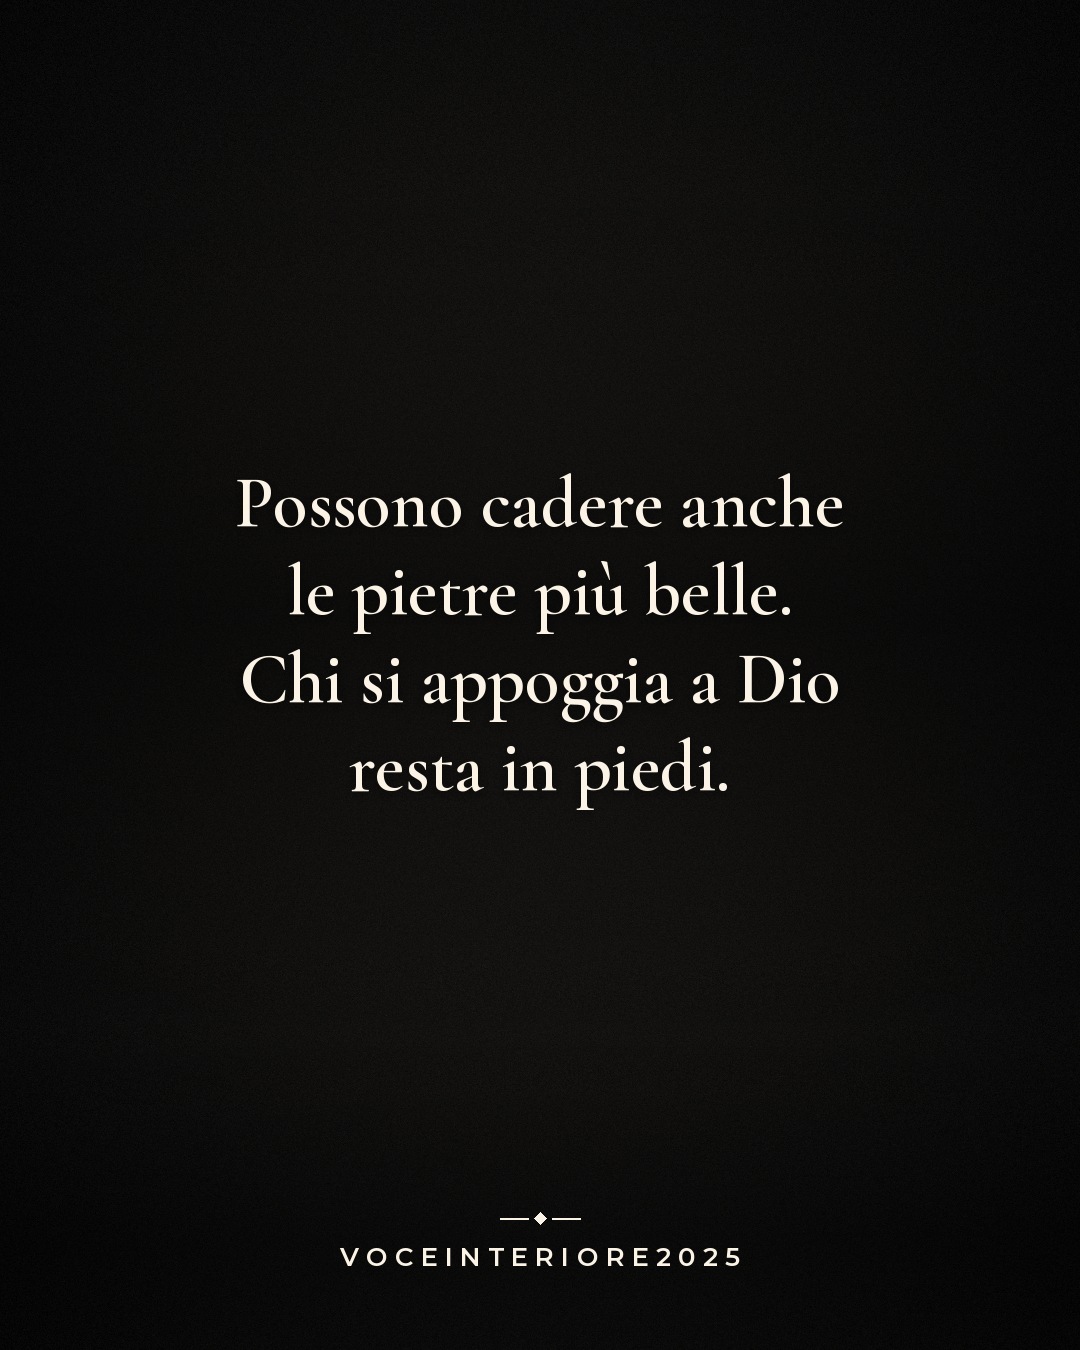 Possono cadere anche
le pietre più belle.
Chi si appoggia a Dio
resta in piedi.
VOCEINTERIORE2025